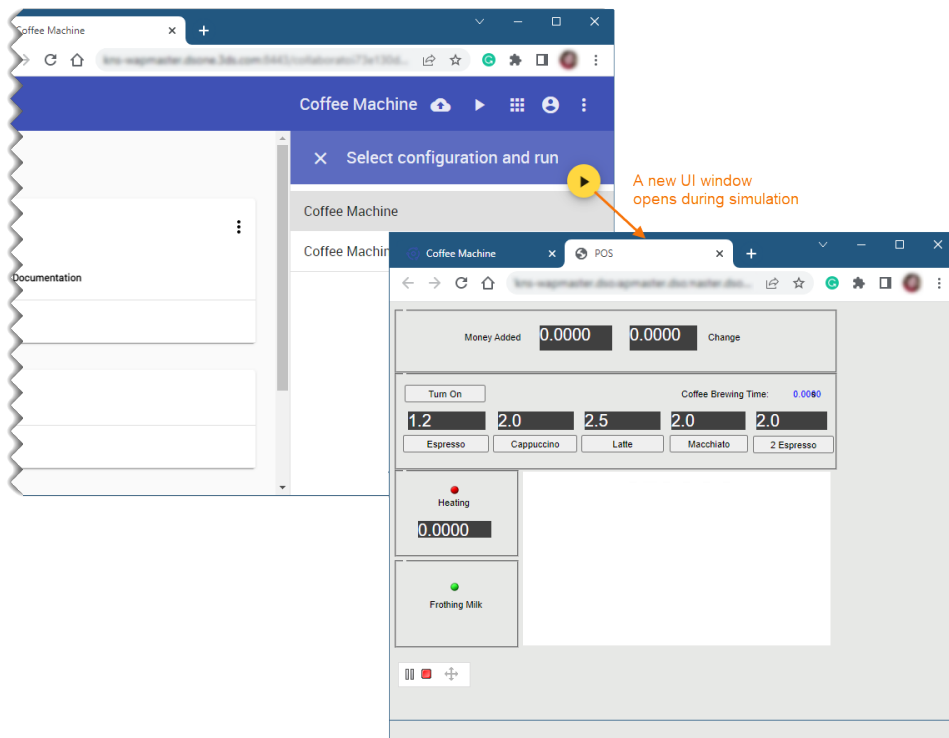 Coffee Machine
Coffee Machine
Select configuration and run
Coffee Machine
Documentation
A new UI window
opens during simulation
Coffee Machine
POS
Money Added
0.0000
0.0000
Change
Turn On
Coffee Brewing Time:
1.2
2.0
2.5
2.0
2.0
Espresso
Cappuccino
Latte
Macchiato
2 Espresso
Heating
0.0000
Frothing Milk